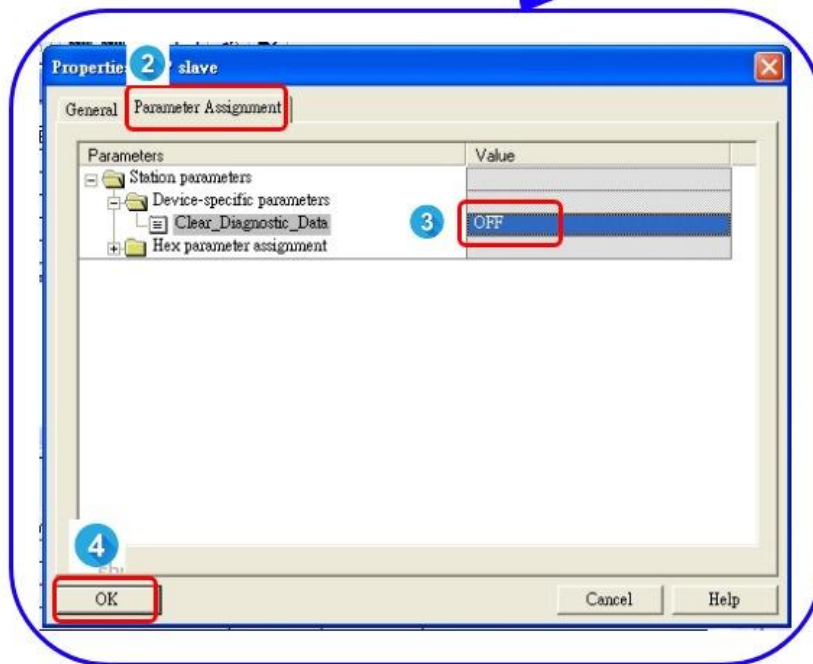 Propertie 2 slave
General Parameter Assignment
Parameters Value
Station parameters
Device-specific parameters
Clear_Diagnostic_Data 3 OFF
Hex parameter assignment
4
OK Cancel Help